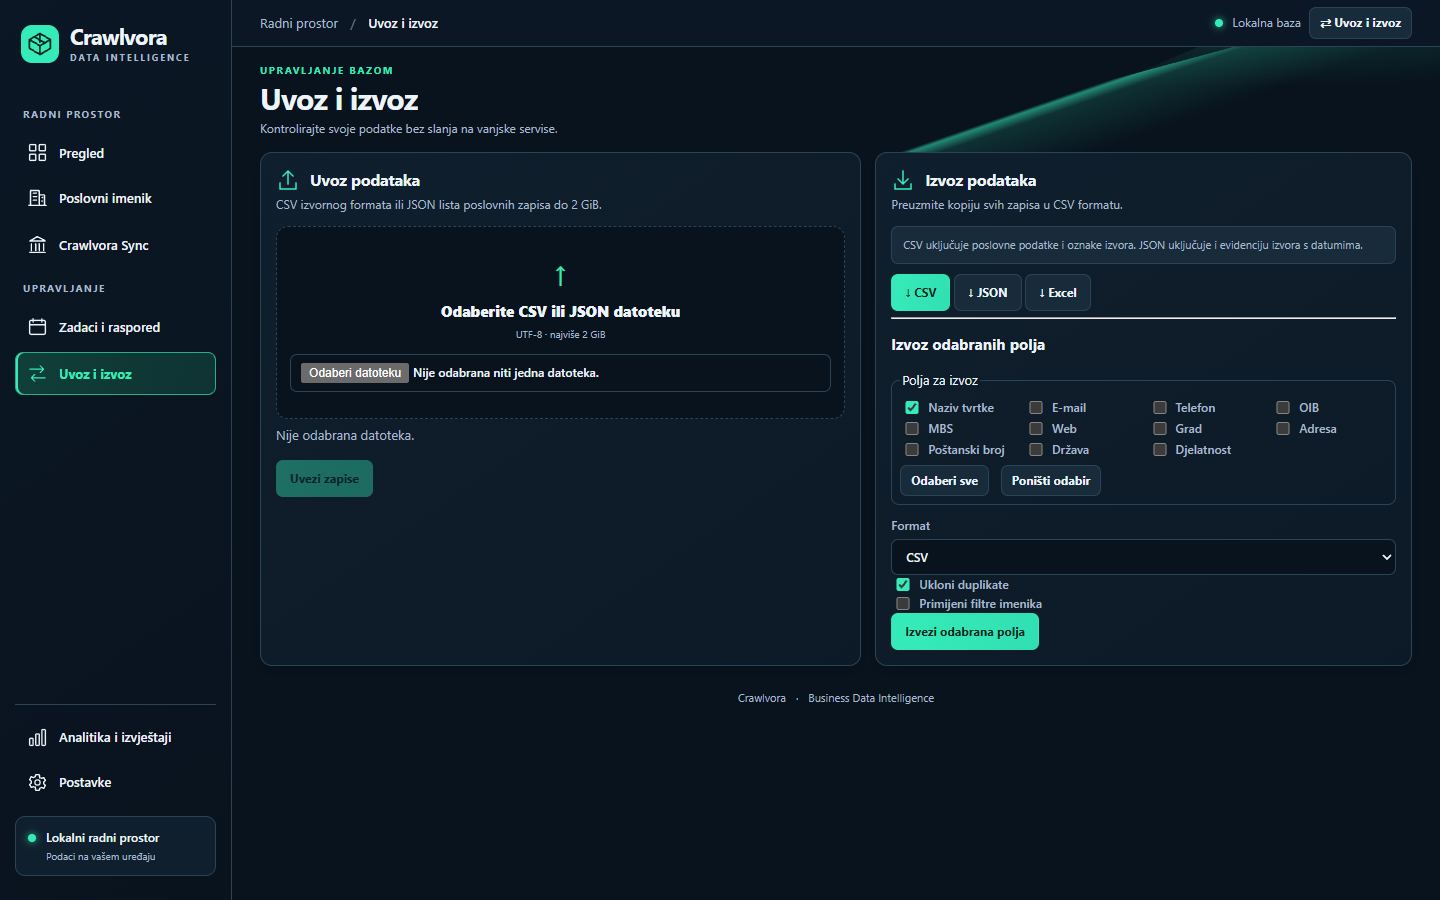 Crawlvora
DATA INTELLIGENCE
RADNI PROSTOR
Pregled
Poslovni imenik
Crawlvora Sync
UPRAVLJANJE
Zadaci i raspored
Uvoz i izvoz
Analitika i izvještaji
Postavke
Lokalni radni prostor
Podaci na vašem uređaju
Radni prostor / Uvoz i izvoz
Lokalna baza
⇄ Uvoz i izvoz
UPRAVLJANJE BAZOM
Uvoz i izvoz
Kontrolirajte svoje podatke bez slanja na vanjske servise.
Uvoz podataka
CSV izvornog formata ili JSON lista poslovnih zapisa do 2 GiB.
↑
Odaberite CSV ili JSON datoteku
UTF-8 · najviše 2 GiB
Odaberi datoteku Nije odabrana niti jedna datoteka.
Nije odabrana datoteka.
Uvezi zapise
Izvoz podataka
Preuzmite kopiju svih zapisa u CSV formatu.
CSV uključuje poslovne podatke i oznake izvora. JSON uključuje i evidenciju izvora s datumima.
↓ CSV ↓ JSON ↓ Excel
Izvoz odabranih polja
Polja za izvoz
Naziv tvrtke E-mail Telefon OIB
MBS Web Grad Adresa
Poštanski broj Država Djelatnost
Odaberi sve Poništi odabir
Format
CSV
Ukloni duplikate
Primijeni filtre imenika
Izvezi odabrana polja
Crawlvora · Business Data Intelligence